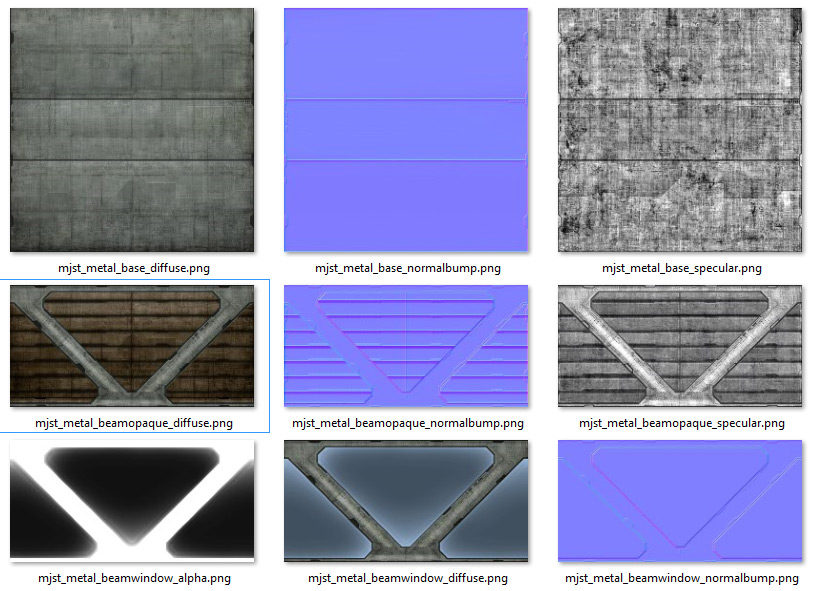 mjst_metal_base_diffuse.png
mjst_metal_base_normalbump.png
mjst_metal_base_specular.png
mjst_metal_beamopaque_diffuse.png
mjst_metal_beamopaque_normalbump.png
mjst_metal_beamopaque_specular.png
mjst_metal_beamwindow_alpha.png
mjst_metal_beamwindow_diffuse.png
mjst_metal_beamwindow_normalbump.png